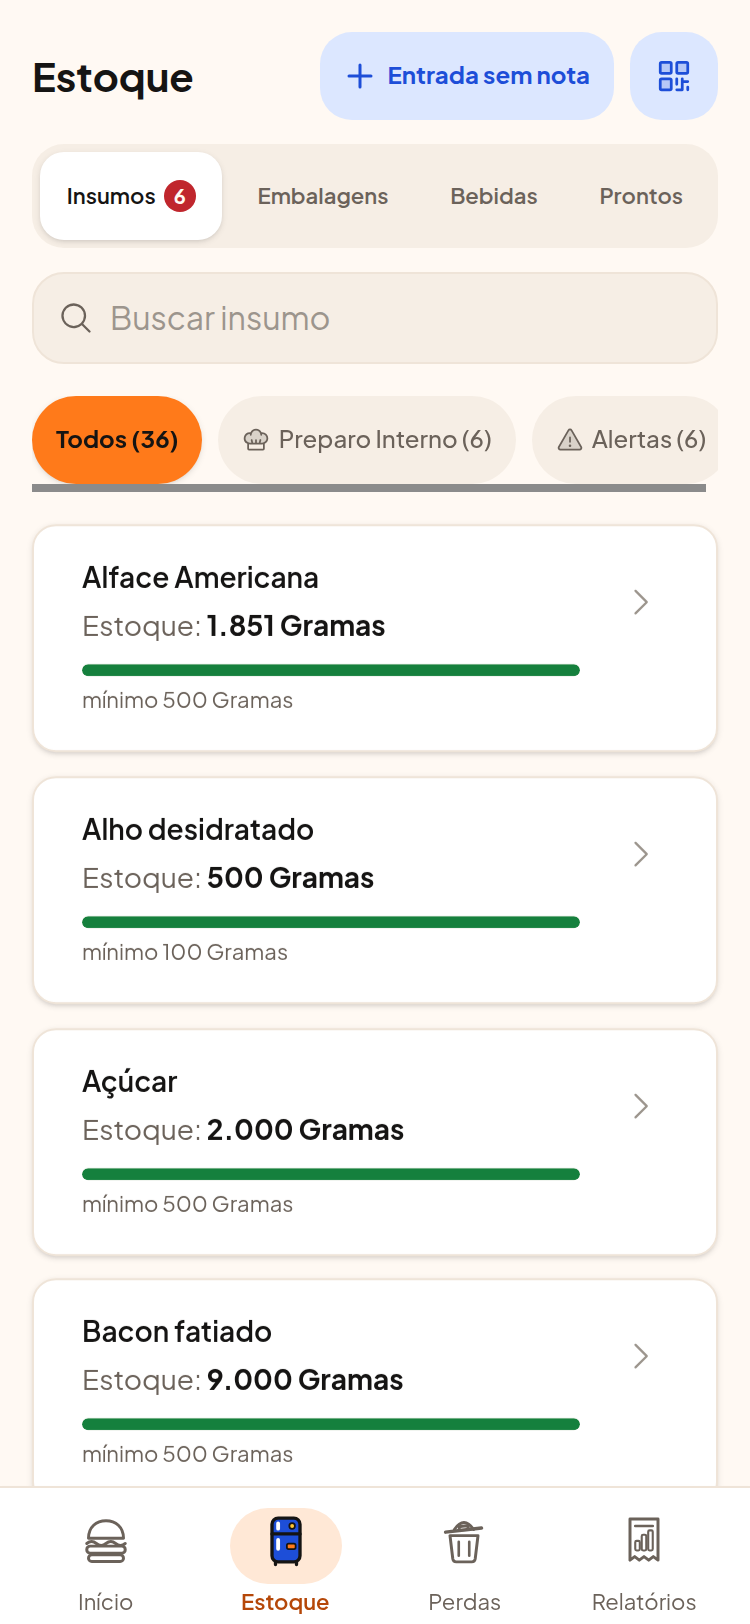 Estoque
Entrada sem nota
Insumos 6
Embalagens
Bebidas
Prontos
Buscar insumo
Todos (36)
Preparo Interno (6)
Alertas (6)
Alface Americana
Estoque: 1.851 Gramas
mínimo 500 Gramas
Alho desidratado
Estoque: 500 Gramas
mínimo 100 Gramas
Açúcar
Estoque: 2.000 Gramas
mínimo 500 Gramas
Bacon fatiado
Estoque: 9.000 Gramas
mínimo 500 Gramas
Início
Estoque
Perdas
Relatórios